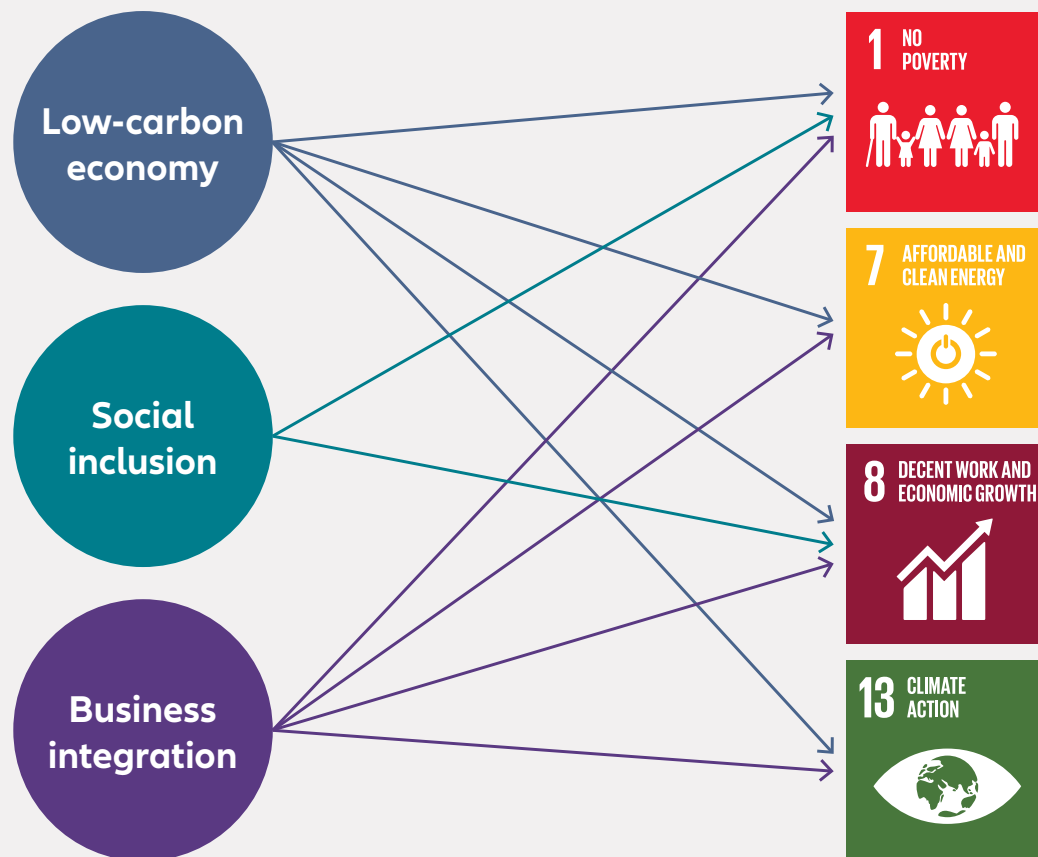 Low-carbon
economy
Social
inclusion
Business
integration
1 NO
POVERTY
7 AFFORDABLE AND
CLEAN ENERGY
8 DECENT WORK AND
ECONOMIC GROWTH
13 CLIMATE
ACTION